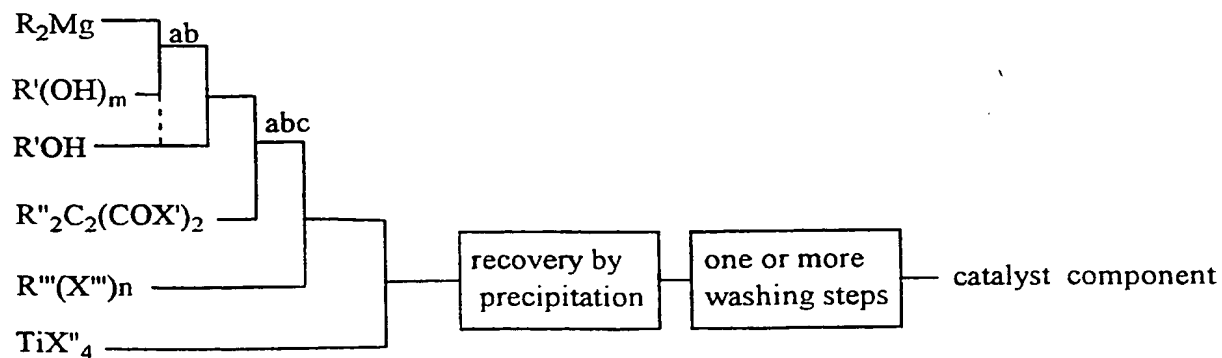 R₂Mg
ab
R'(OH)ₘ
R'OH
abc
R"₂C₂(COX')₂
R'''(X''')n
TiX"₄
recovery by
precipitation
one or more
washing steps
catalyst component